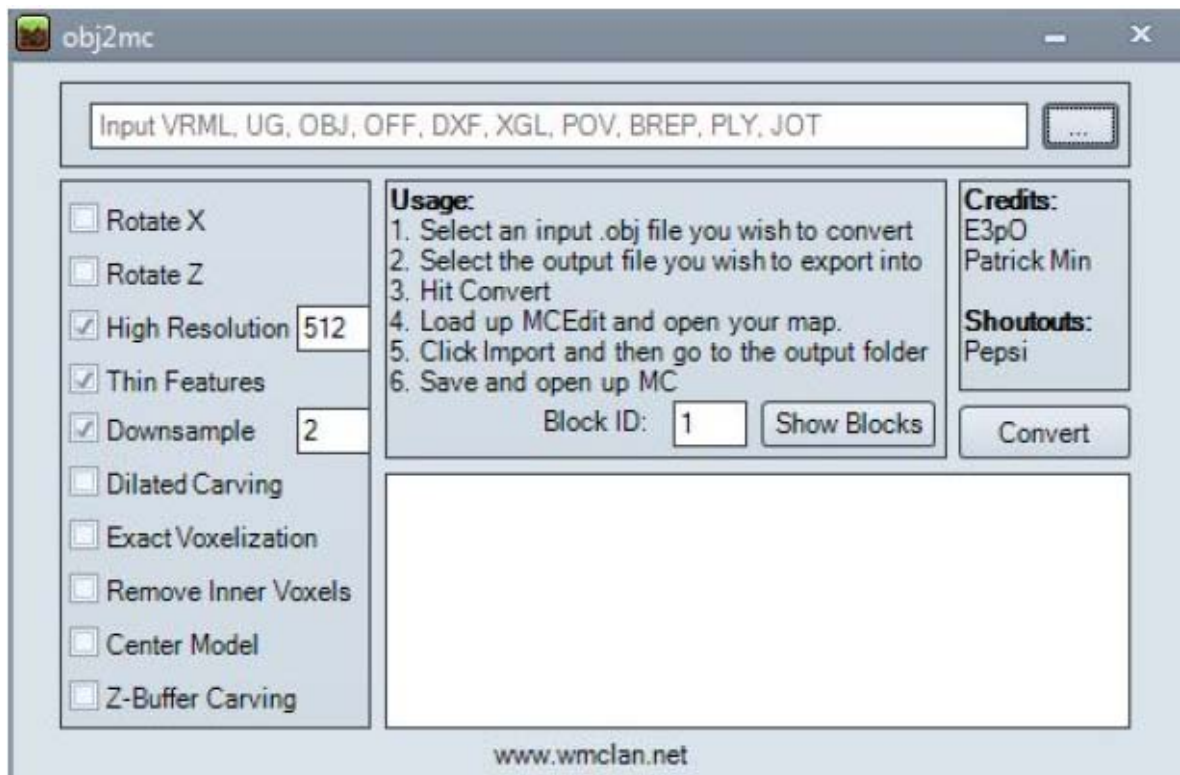 obj2mc
Input VRML, UG, OBJ, OFF, DXF, XGL, POV, BREP, PLY, JOT
...
Rotate X
Rotate Z
High Resolution 512
Thin Features
Downsample 2
Dilated Carving
Exact Voxelization
Remove Inner Voxels
Center Model
Z-Buffer Carving
Usage:
1. Select an input .obj file you wish to convert
2. Select the output file you wish to export into
3. Hit Convert
4. Load up MCEdit and open your map.
5. Click Import and then go to the output folder
6. Save and open up MC
Block ID: 1 Show Blocks
Credits:
E3pO
Patrick Min
Shoutouts:
Pepsi
Convert
www.wmclan.net